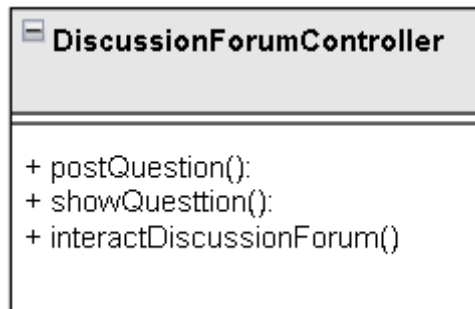 DiscussionForumController
+ postQuestion():
+ showQuesttion():
+ interactDiscussionForum()